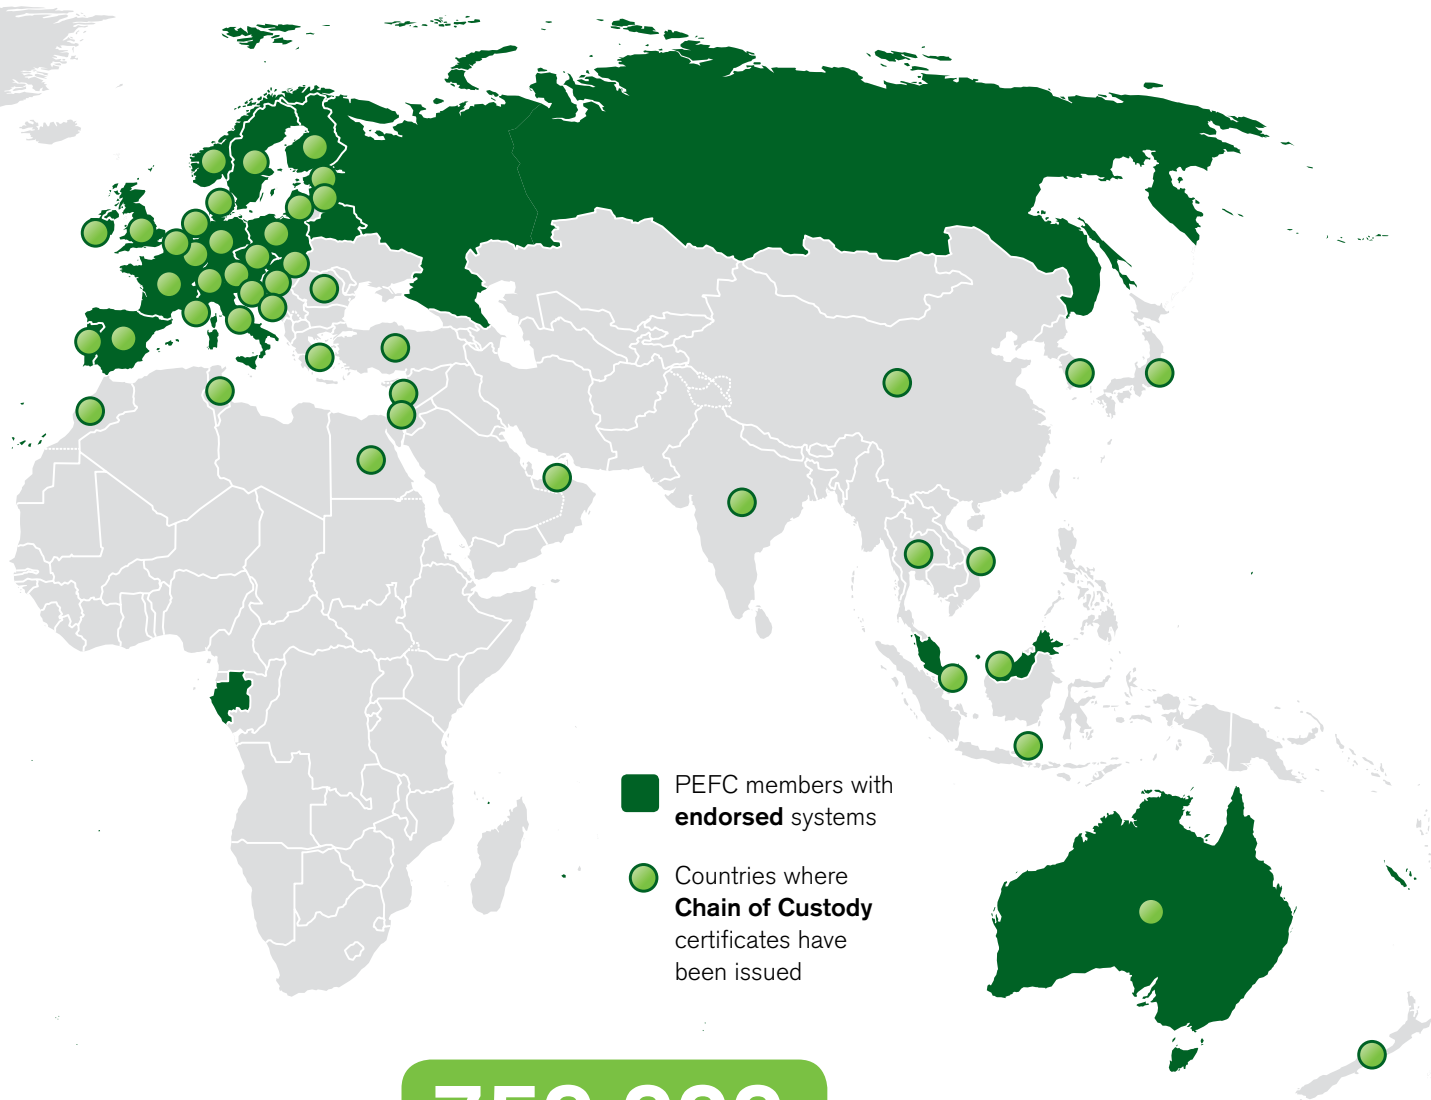 PEFC members with
endorsed systems
Countries where
Chain of Custody
certificates have
been issued